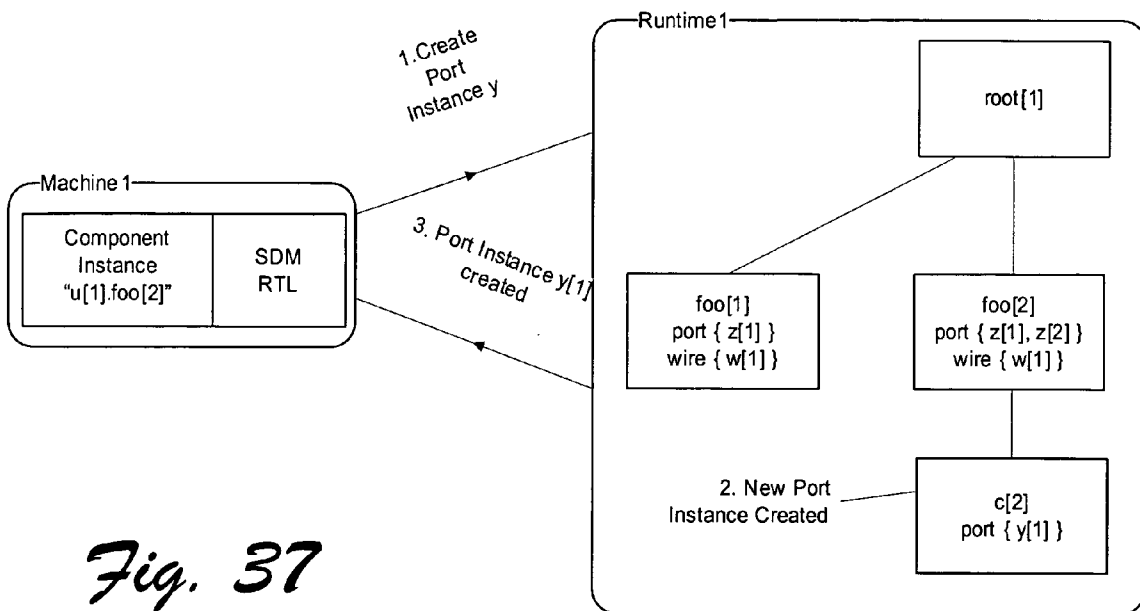 Runtime1
1.Create
Port
Instance y
root[1]
Machine1
Component
Instance
"u[1].foo[2]"
SDM
RTL
3. Port Instance y[1]
created
foo[1]
port { z[1] }
wire { w[1] }
foo[2]
port { z[1], z[2] }
wire { w[1] }
2. New Port
Instance Created
c[2]
port { y[1] }
Fig. 37